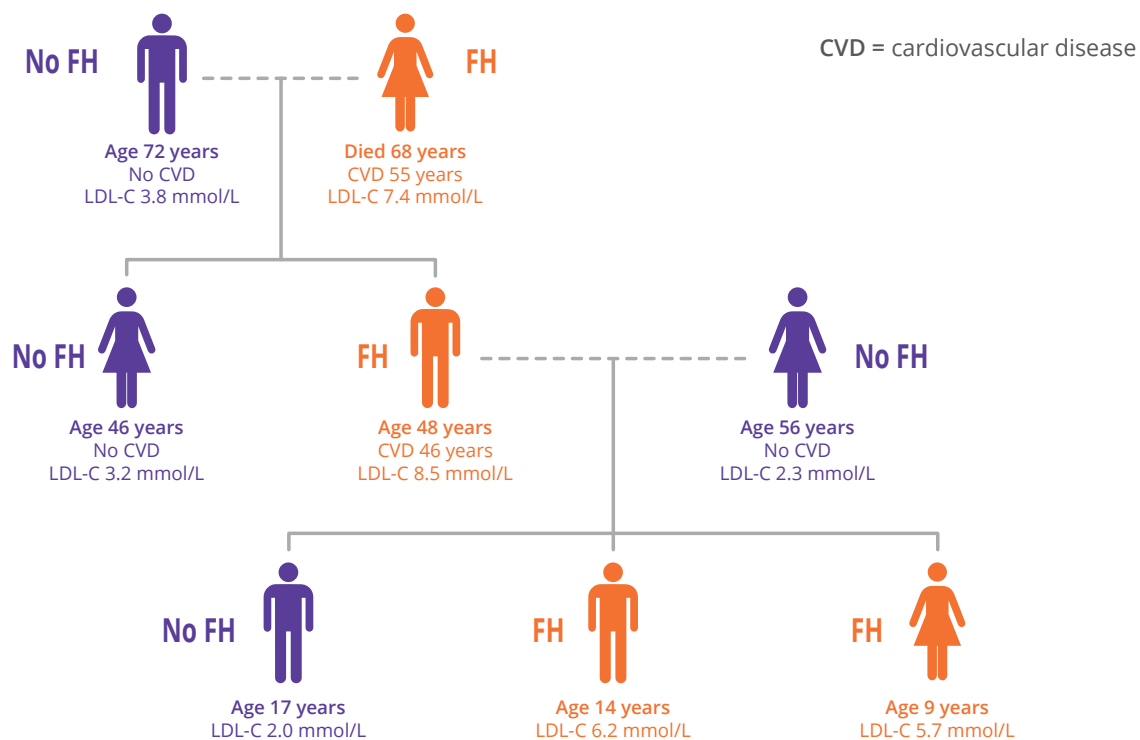 CVD = cardiovascular disease
No FH
FH
Age 72 years
No CVD
LDL-C 3.8 mmol/L
Died 68 years
CVD 55 years
LDL-C 7.4 mmol/L
No FH
FH
No FH
Age 46 years
No CVD
LDL-C 3.2 mmol/L
Age 48 years
CVD 46 years
LDL-C 8.5 mmol/L
Age 56 years
No CVD
LDL-C 2.3 mmol/L
No FH
FH
FH
Age 17 years
LDL-C 2.0 mmol/L
Age 14 years
LDL-C 6.2 mmol/L
Age 9 years
LDL-C 5.7 mmol/L